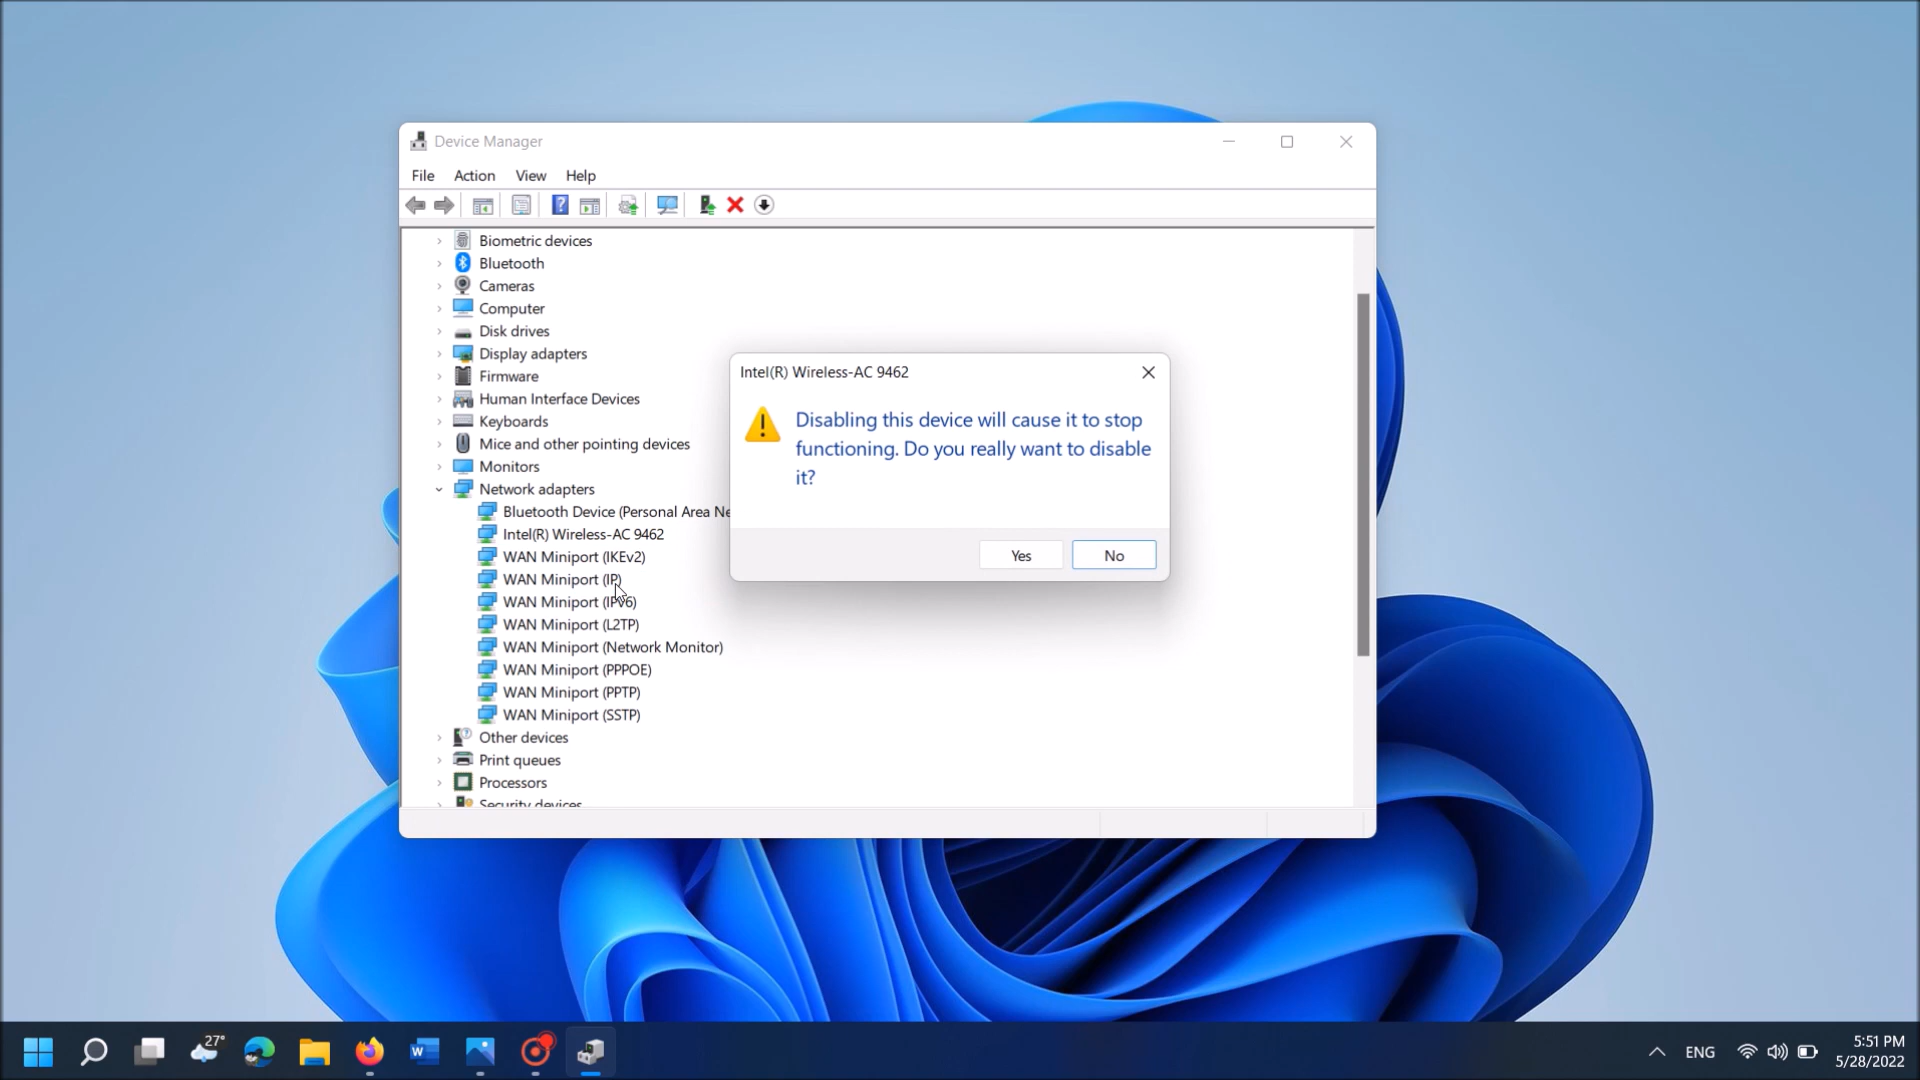 Device Manager
File Action View Help
Biometric devices
Bluetooth
Cameras
Computer
Disk drives
Display adapters
Firmware
Human Interface Devices
Keyboards
Mice and other pointing devices
Monitors
Network adapters
Bluetooth Device (Personal Area Ne
Intel(R) Wireless-AC 9462
WAN Miniport (IKEv2)
WAN Miniport (IP)
WAN Miniport (IPv6)
WAN Miniport (L2TP)
WAN Miniport (Network Monitor)
WAN Miniport (PPPOE)
WAN Miniport (PPTP)
WAN Miniport (SSTP)
Other devices
Print queues
Processors
Security devices
Intel(R) Wireless-AC 9462
Disabling this device will cause it to stop
functioning. Do you really want to disable
it?
Yes No
27°
ENG
5:51 PM
5/28/2022